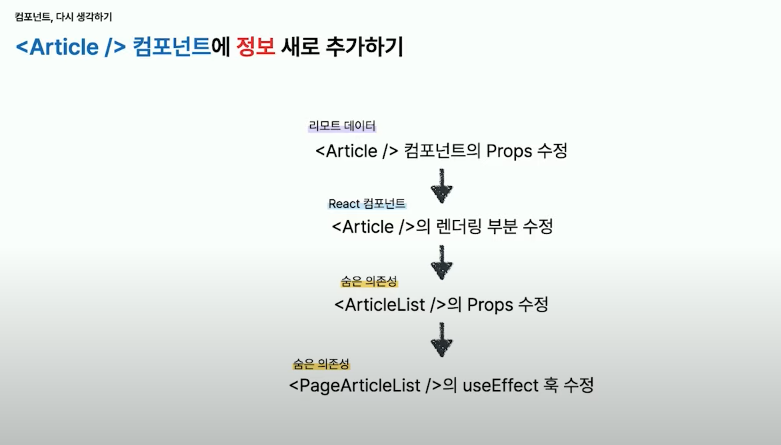 컴포넌트, 다시 생각하기
<Article /> 컴포넌트에 정보 새로 추가하기
리모트 데이터
<Article /> 컴포넌트의 Props 수정
React 컴포넌트
<Article />의 렌더링 부분 수정
숨은 의존성
<ArticleList />의 Props 수정
숨은 의존성
<PageArticleList />의 useEffect 훅 수정